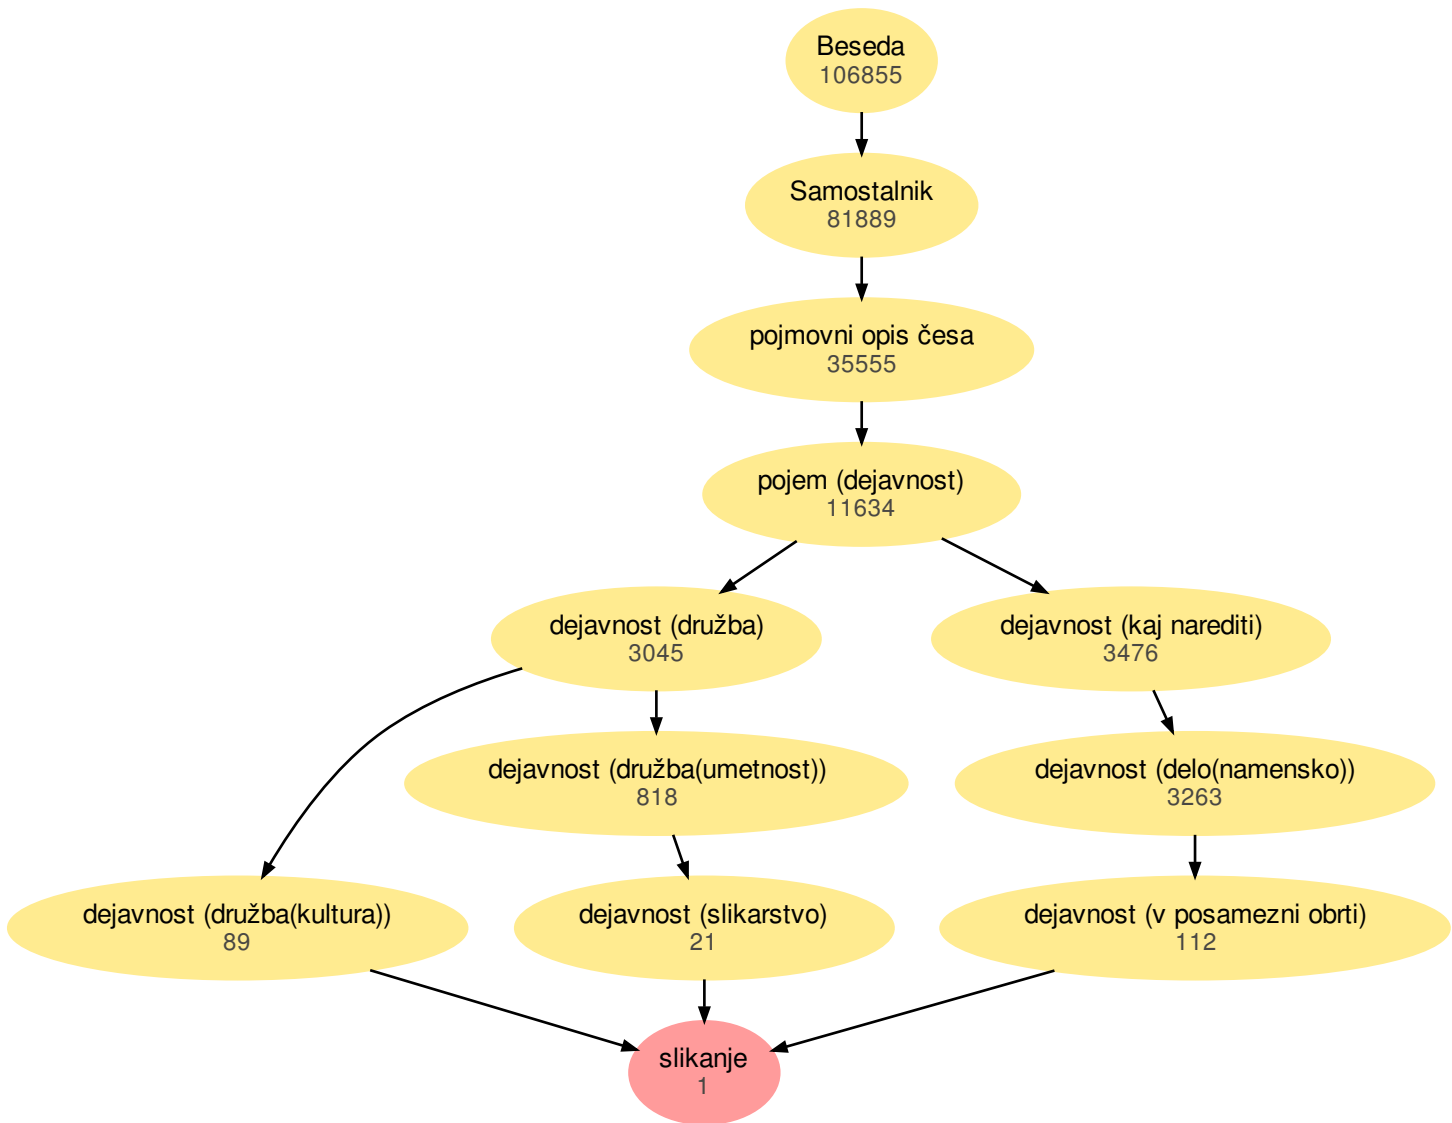 Beseda
106855
Samostalnik
81889
pojmovni opis česa
35555
pojem (dejavnost)
11634
dejavnost (družba)
3045
dejavnost (kaj narediti)
3476
dejavnost (družba(umetnost))
818
dejavnost (delo(namensko))
3263
dejavnost (družba(kultura))
89
dejavnost (slikarstvo)
21
dejavnost (v posamezni obrti)
112
slikanje
1